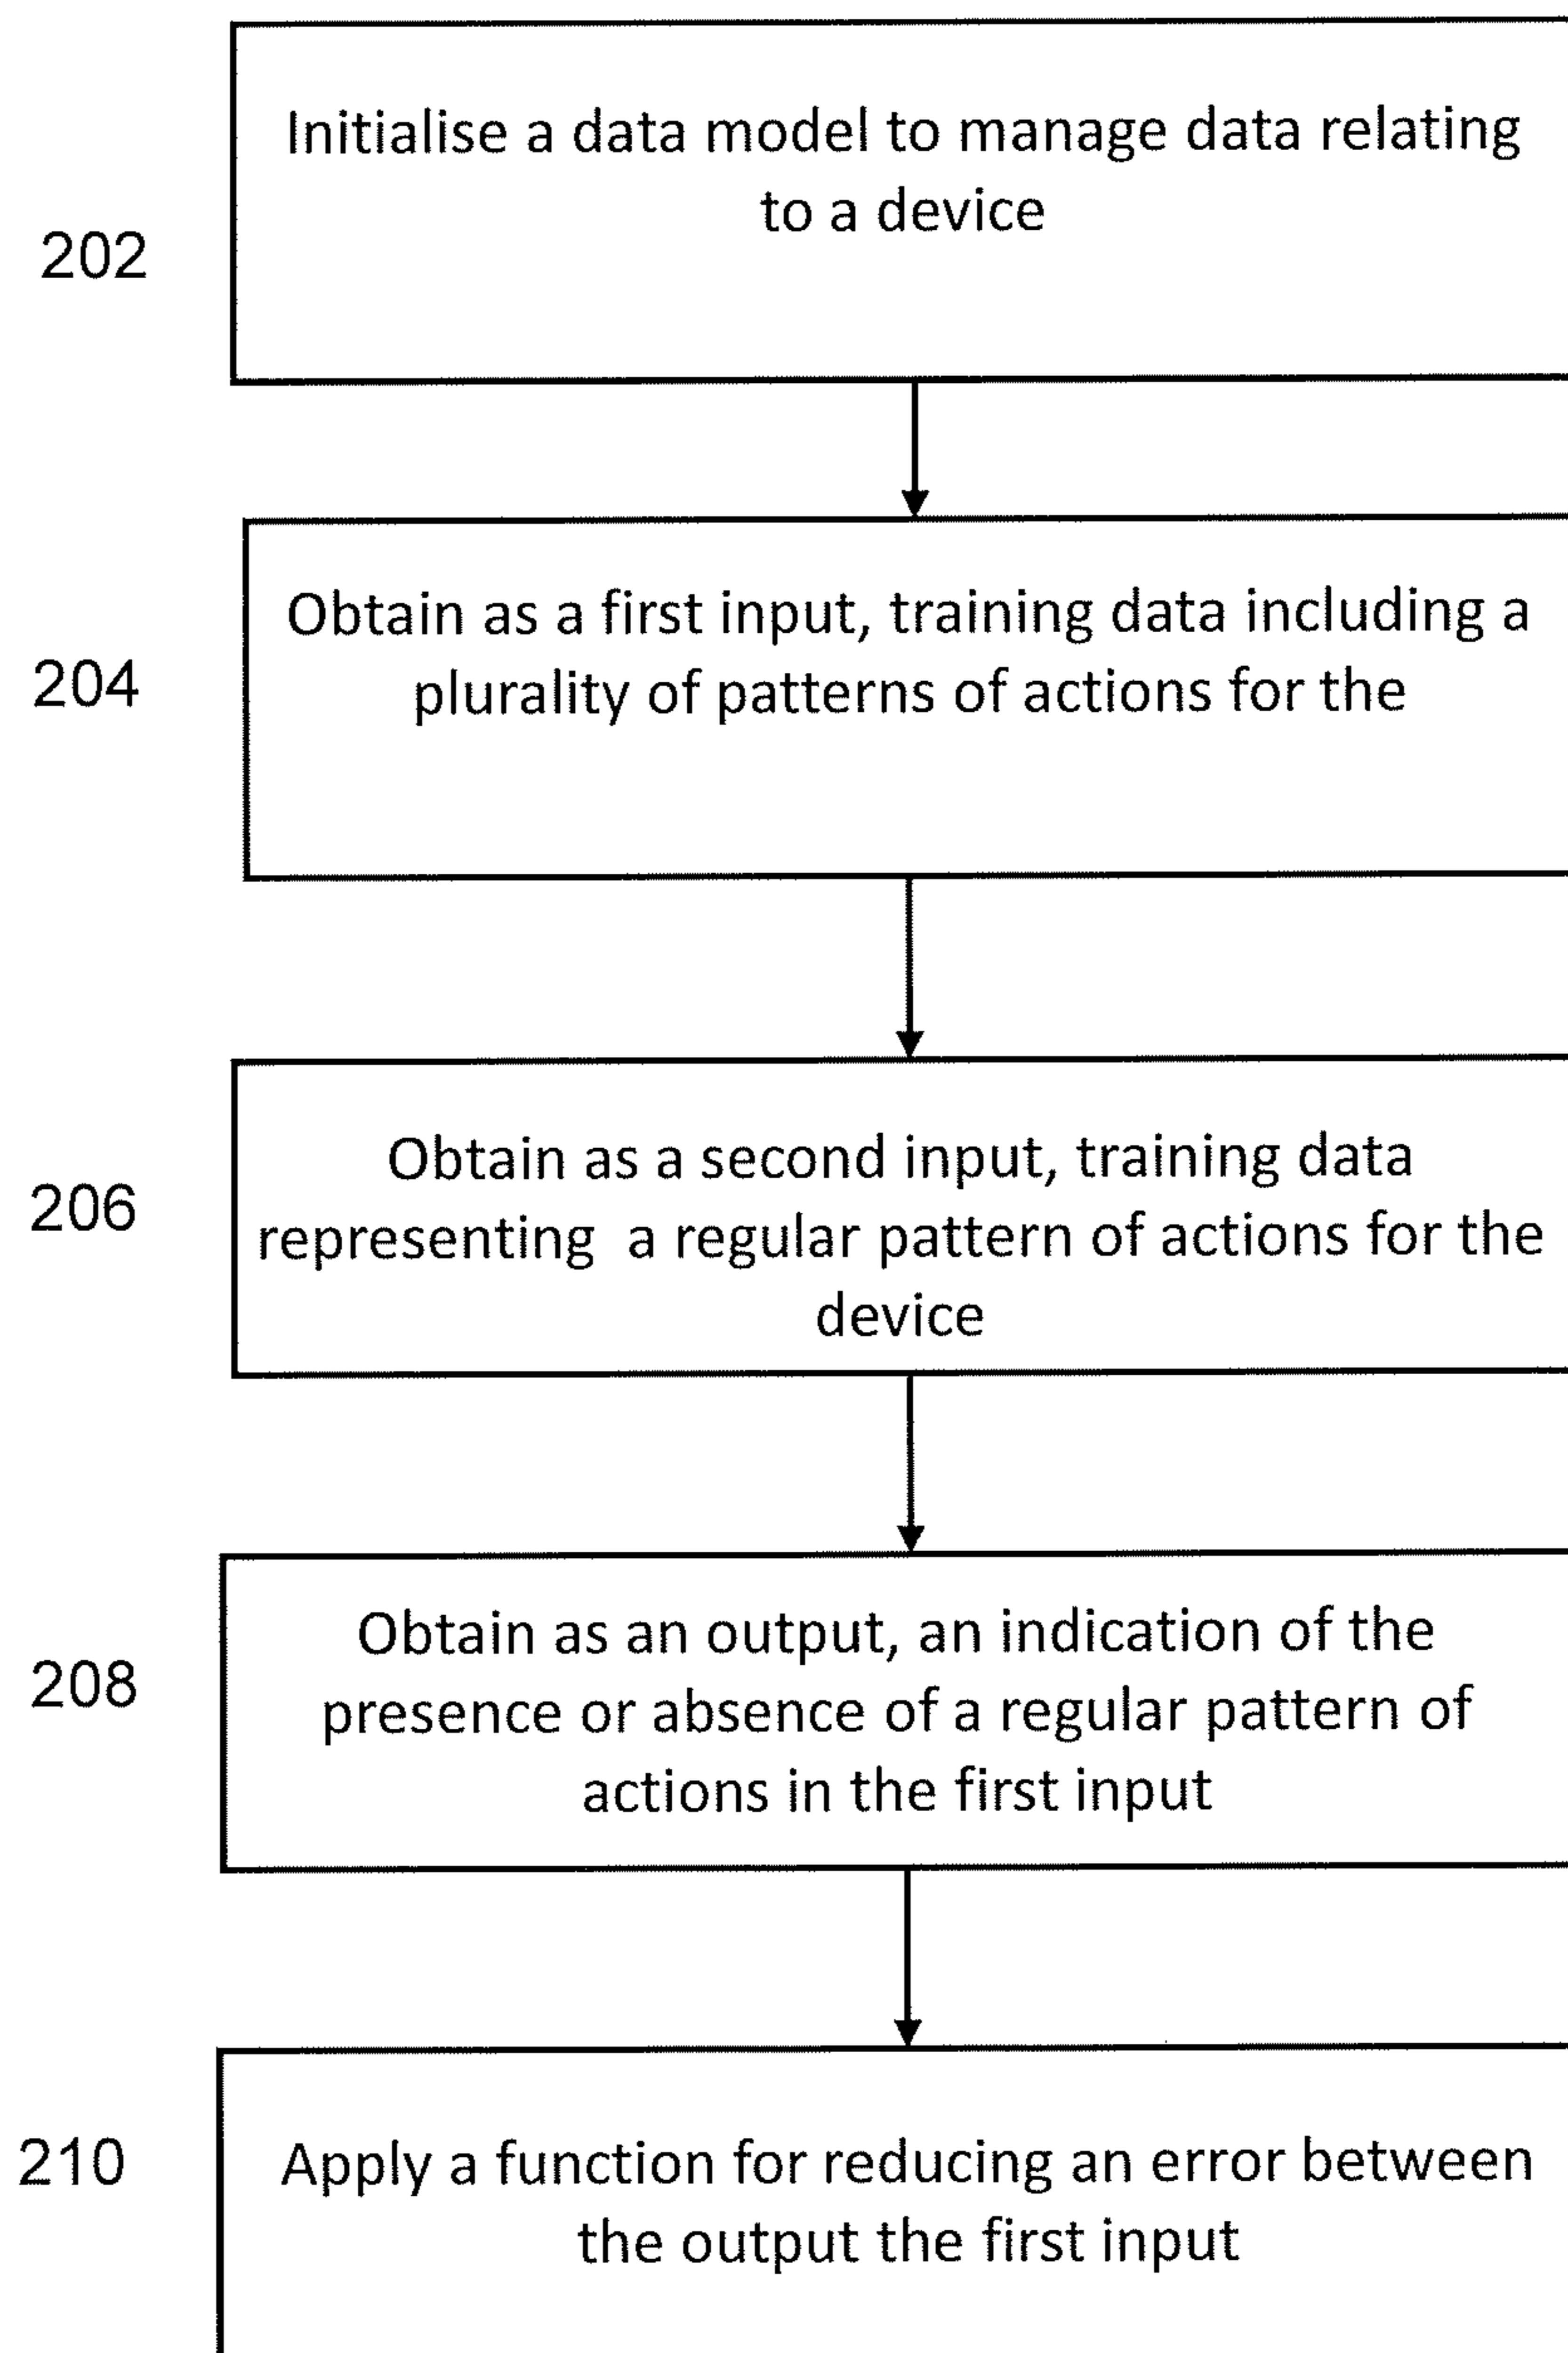 Initialise a data model to manage data relating
to a device
202
Obtain as a first input, training data including a
plurality of patterns of actions for the
204
Obtain as a second input, training data
representing a regular pattern of actions for the
device
206
Obtain as an output, an indication of the
presence or absence of a regular pattern of
actions in the first input
208
Apply a function for reducing an error between
the output the first input
210